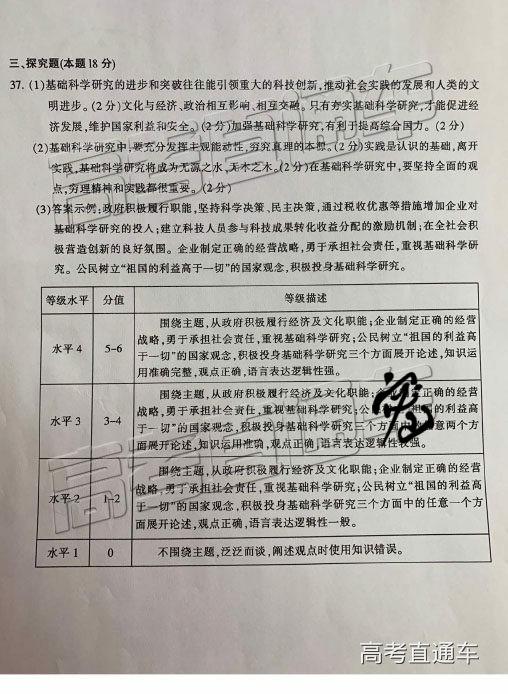 三、探究题(本题18分)
37.(1)基础科学研究的进步和突破往往能引领重大的科技创新,推动社会实践的发展和人类的文
明进步。(2分)文化与经济、政治相互影响、相互交融。只有夯实基础科学研究,才能促进经
济发展,维护国家利益和安全。(2分)加强基础科学研究,有利于提高综合国力。(2分)
(2)基础科学研究中,要充分发挥主观能动性,穷究真理的本源。(2分)实践是认识的基础,离开
实践,基础科学研究将成为无源之水,无本之木。(2分)在基础科学研究中,要坚持全面的观
点,穷理精神和实践都很重要。(2分)
(3)答案示例:政府积极履行职能,坚持科学决策、民主决策,通过税收优惠等措施增加企业对
基础科学研究的投人;建立科技人员参与科技成果转化收益分配的激励机制;在全社会积
极营造创新的良好氛围。企业制定正确的经营战略,勇于承担社会责任,重视基础科学研
究。公民树立“祖国的利益高于一切”的国家观念,积极投身基础科学研究。
等级水平 分值 等级描述
围绕主题,从政府积极履行经济及文化职能;企业制定正确的经营
战略,勇于承担社会责任,重视基础科学研究;公民树立“祖国的利益高
水平4 5-6
于一切”的国家观念,积极投身基础科学研究三个方面展开论述,知识运
用准确完整,观点正确,语言表达逻辑性强。
围绕主题,从政府积极履行经济及文化职能;企业制定正确的经营
战略,勇于承担社会责任,重视基础科学研究;公 “祖国的利益高
水平3 3-4
于一切”的国家观念,积极投身基础科学研究三个方面中的任意两个方
面展开论述,知识运用准确,观点正确,语言表达逻辑性较强。
围绕主题,从政府积极履行经济及文化职能;企业制定正确的经营
战略,勇于承担社会责任,重视基础科学研究;公民树立“祖国的利益高
水平2 1-2
于一切”的国家观念,积极投身基础科学研究三个方面中的任意一个方
面展开论述,观点正确,语言表达逻辑性一般。
水平1 0 不围绕主题,泛泛而谈,阐述观点时使用知识错误。
高考直通车
高考直通车
高考直通车